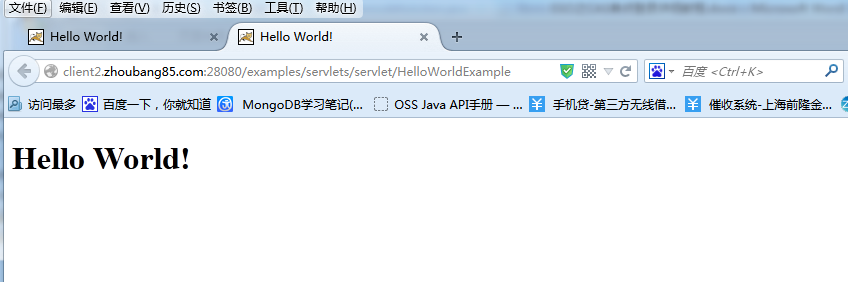 文件(F) 编辑(E) 查看(V) 历史(S) 书签(B) 工具(T) 帮助(H)
Hello World! Hello World!
client2.zhoubang85.com:28080/examples/servlets/servlet/HelloWorldExample 百度 <Ctrl+K>
访问最多 百度一下，你就知道 MongoDB学习笔记(... OSS Java API手册 — ... 手机贷-第三方无线借... 催收系统-上海前隆金...
Hello World!